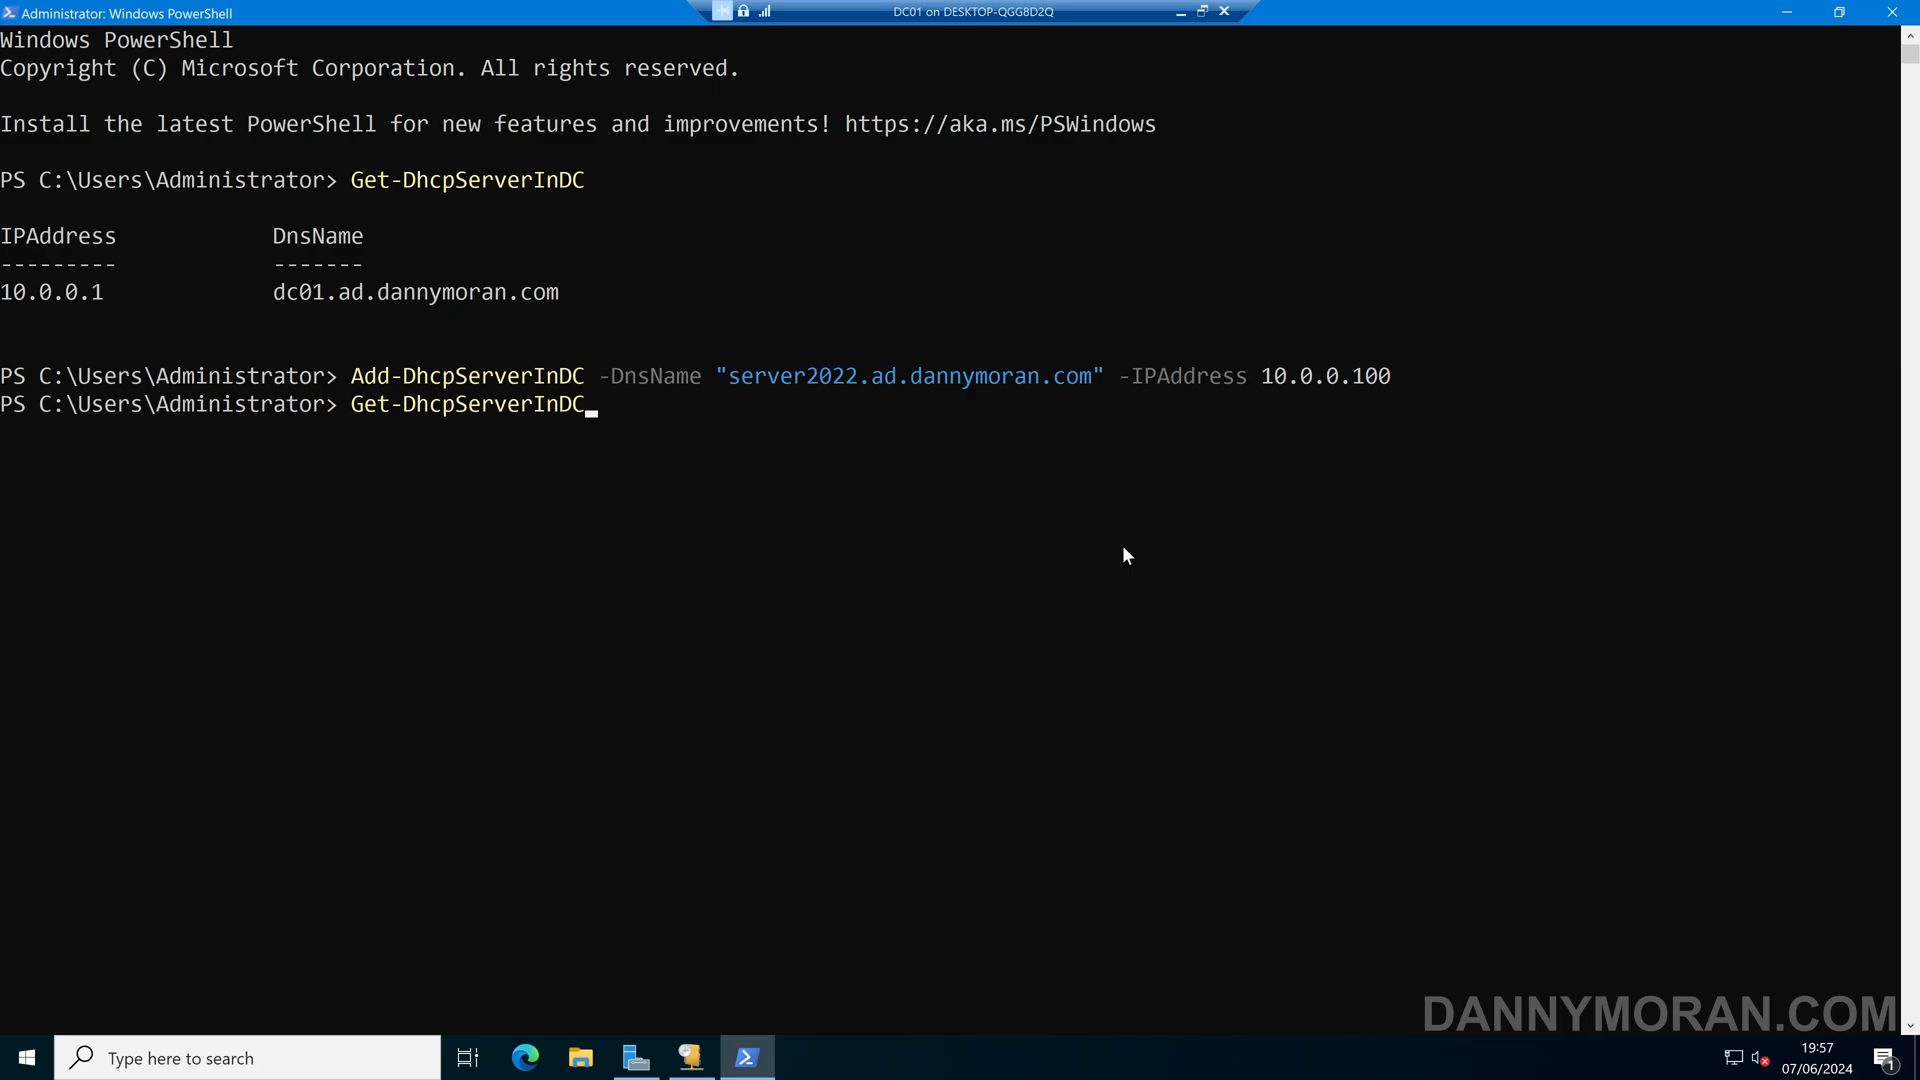 Administrator: Windows PowerShell
DC01 on DESKTOP-QGG8D2Q
Windows PowerShell
Copyright (C) Microsoft Corporation. All rights reserved.
Install the latest PowerShell for new features and improvements! https://aka.ms/PSWindows
PS C:\Users\Administrator> Get-DhcpServerInDC
IPAddress DnsName
--------- -------
10.0.0.1 dc01.ad.dannymoran.com
PS C:\Users\Administrator> Add-DhcpServerInDC -DnsName "server2022.ad.dannymoran.com" -IPAddress 10.0.0.100
PS C:\Users\Administrator> Get-DhcpServerInDC
DANNYMORAN.COM
Type here to search
19:57
07/06/2024
1